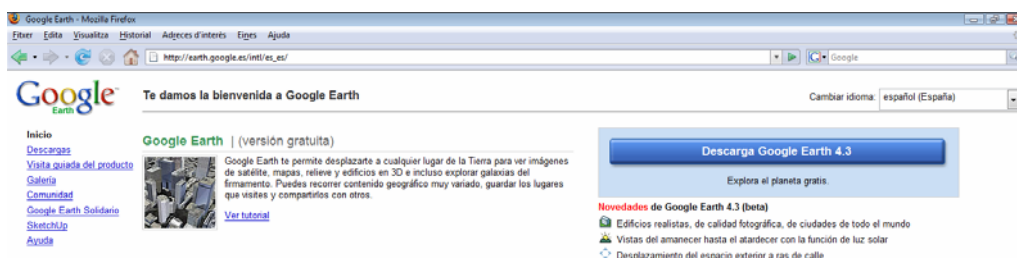 Google Earth - Mozilla Firefox
Fitxer Edita Visualitza Historial Adreces d'interès Eines Ajuda
http://earth.google.es/intl/es_es/
Google
Google Earth
Te damos la bienvenida a Google Earth
Cambiar idioma: español (España)
Inicio
Descargas
Visita guiada del producto
Galería
Comunidad
Google Earth Solidario
SketchUp
Ayuda
Google Earth | (versión gratuita)
Google Earth te permite desplazarte a cualquier lugar de la Tierra para ver imágenes
de satélite, mapas, relieve y edificios en 3D e incluso explorar galaxias del
firmamento. Puedes recorrer contenido geográfico muy variado, guardar los lugares
que visites y compartirlos con otros.
Ver tutorial
Descarga Google Earth 4.3
Explora el planeta gratis.
Novedades de Google Earth 4.3 (beta)
Edificios realistas, de calidad fotográfica, de ciudades de todo el mundo
Vistas del amanecer hasta el atardecer con la función de luz solar
Desplazamiento del espacio exterior a ras de calle